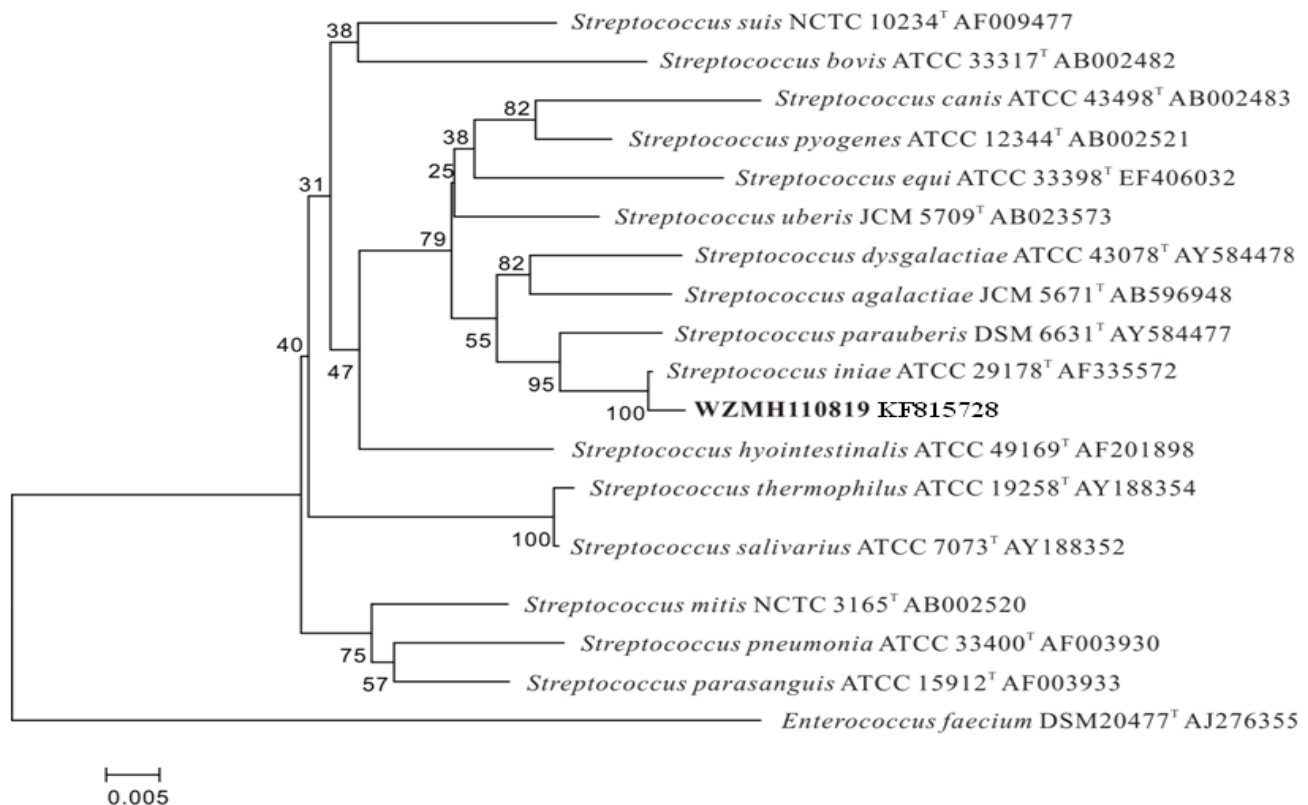 38
Streptococcus suis NCTC 10234ᵀ AF009477
Streptococcus bovis ATCC 33317ᵀ AB002482
82
Streptococcus canis ATCC 43498ᵀ AB002483
38
Streptococcus pyogenes ATCC 12344ᵀ AB002521
25
Streptococcus equi ATCC 33398ᵀ EF406032
31
Streptococcus uberis JCM 5709ᵀ AB023573
79
82
Streptococcus dysgalactiae ATCC 43078ᵀ AY584478
Streptococcus agalactiae JCM 5671ᵀ AB596948
40
55
Streptococcus parauberis DSM 6631ᵀ AY584477
47
95
Streptococcus iniae ATCC 29178ᵀ AF335572
100
WZMH110819 KF815728
Streptococcus hyointestinalis ATCC 49169ᵀ AF201898
Streptococcus thermophilus ATCC 19258ᵀ AY188354
100
Streptococcus salivarius ATCC 7073ᵀ AY188352
Streptococcus mitis NCTC 3165ᵀ AB002520
75
Streptococcus pneumonia ATCC 33400ᵀ AF003930
57
Streptococcus parasanguis ATCC 15912ᵀ AF003933
Enterococcus faecium DSM20477ᵀ AJ276355
0.005